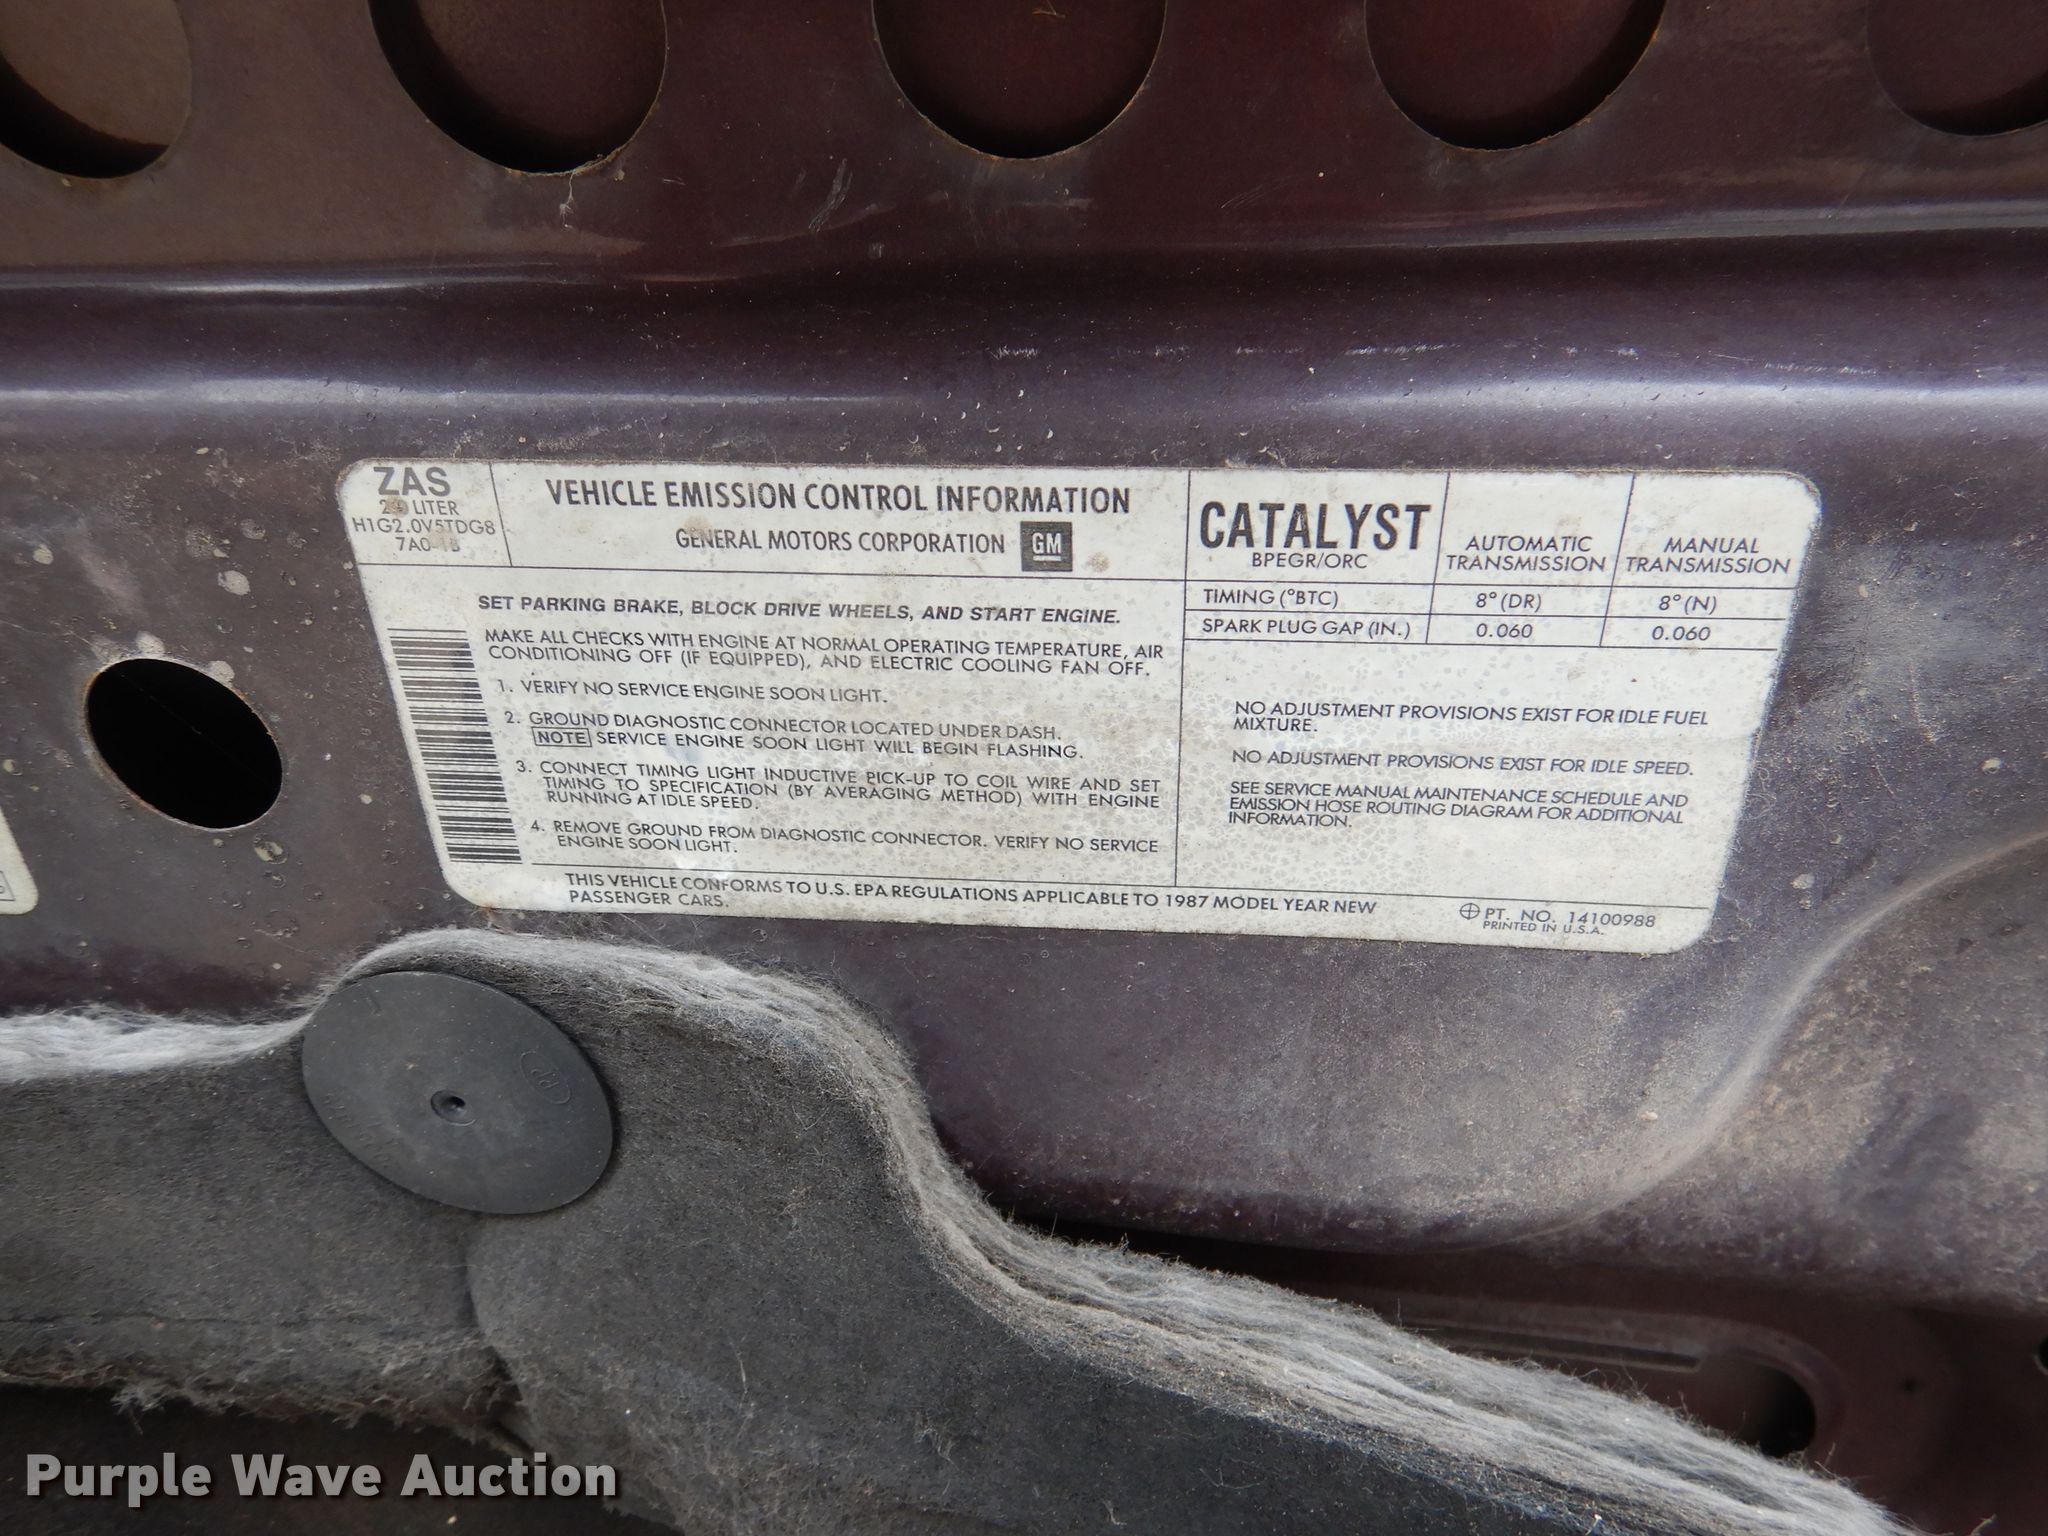 ZAS
LITER
H1G2.0V5TDG8
VEHICLE EMISSION CONTROL INFORMATION
GENERAL MOTORS CORPORATION GM
CATALYST
BPEGR/ORC
AUTOMATIC
TRANSMISSION
MANUAL
TRANSMISSION
TIMING (°BTC) 8° (DR) 8° (N)
SPARK PLUG GAP (IN.) 0.060 0.060
SET PARKING BRAKE, BLOCK DRIVE WHEELS, AND START ENGINE.
MAKE ALL CHECKS WITH ENGINE AT NORMAL OPERATING TEMPERATURE, AIR
CONDITIONING OFF (IF EQUIPPED), AND ELECTRIC COOLING FAN OFF.
1. VERIFY NO SERVICE ENGINE SOON LIGHT.
2. GROUND DIAGNOSTIC CONNECTOR LOCATED UNDER DASH.
NOTE SERVICE ENGINE SOON LIGHT WILL BEGIN FLASHING.
3. CONNECT TIMING LIGHT INDUCTIVE PICK-UP TO COIL WIRE AND SET
TIMING TO SPECIFICATION (BY AVERAGING METHOD) WITH ENGINE
RUNNING AT IDLE SPEED.
4. REMOVE GROUND FROM DIAGNOSTIC CONNECTOR. VERIFY NO SERVICE
ENGINE SOON LIGHT.
NO ADJUSTMENT PROVISIONS EXIST FOR IDLE FUEL
MIXTURE.
NO ADJUSTMENT PROVISIONS EXIST FOR IDLE SPEED.
SEE SERVICE MANUAL MAINTENANCE SCHEDULE AND
EMISSION HOSE ROUTING DIAGRAM FOR ADDITIONAL
INFORMATION.
THIS VEHICLE CONFORMS TO U.S. EPA REGULATIONS APPLICABLE TO 1987 MODEL YEAR NEW
PASSENGER CARS.
PT. NO. 14100988
PRINTED IN U.S.A.
Purple Wave Auction